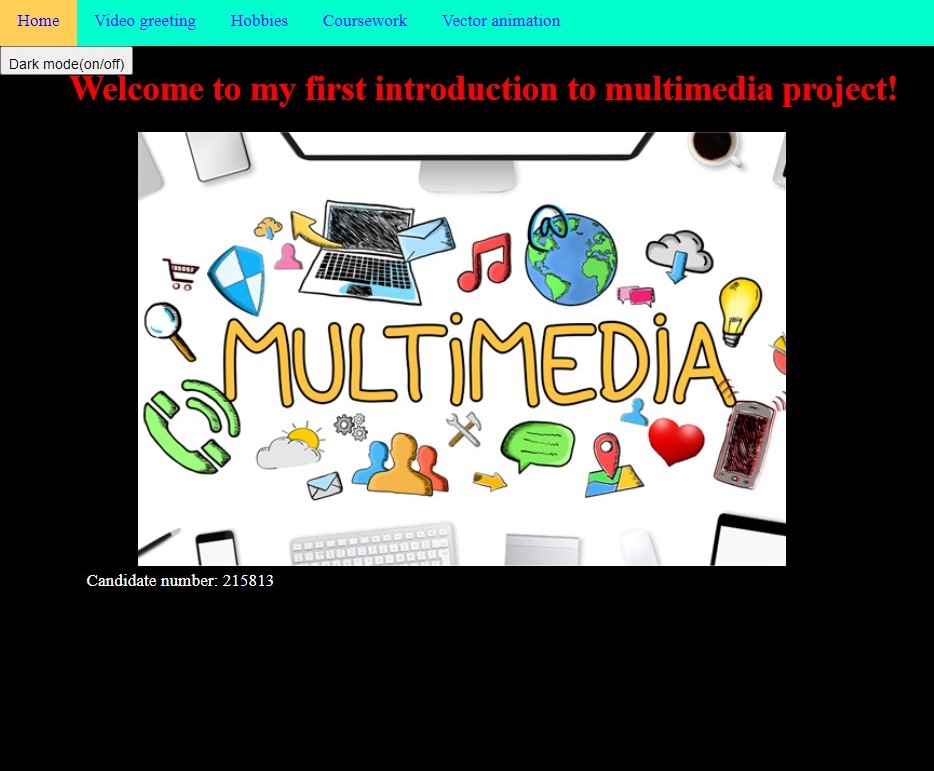 Home Video greeting Hobbies Coursework Vector animation
Dark mode(on/off)
Welcome to my first introduction to multimedia project!
@
MULTiMEDiA
Candidate number: 215813